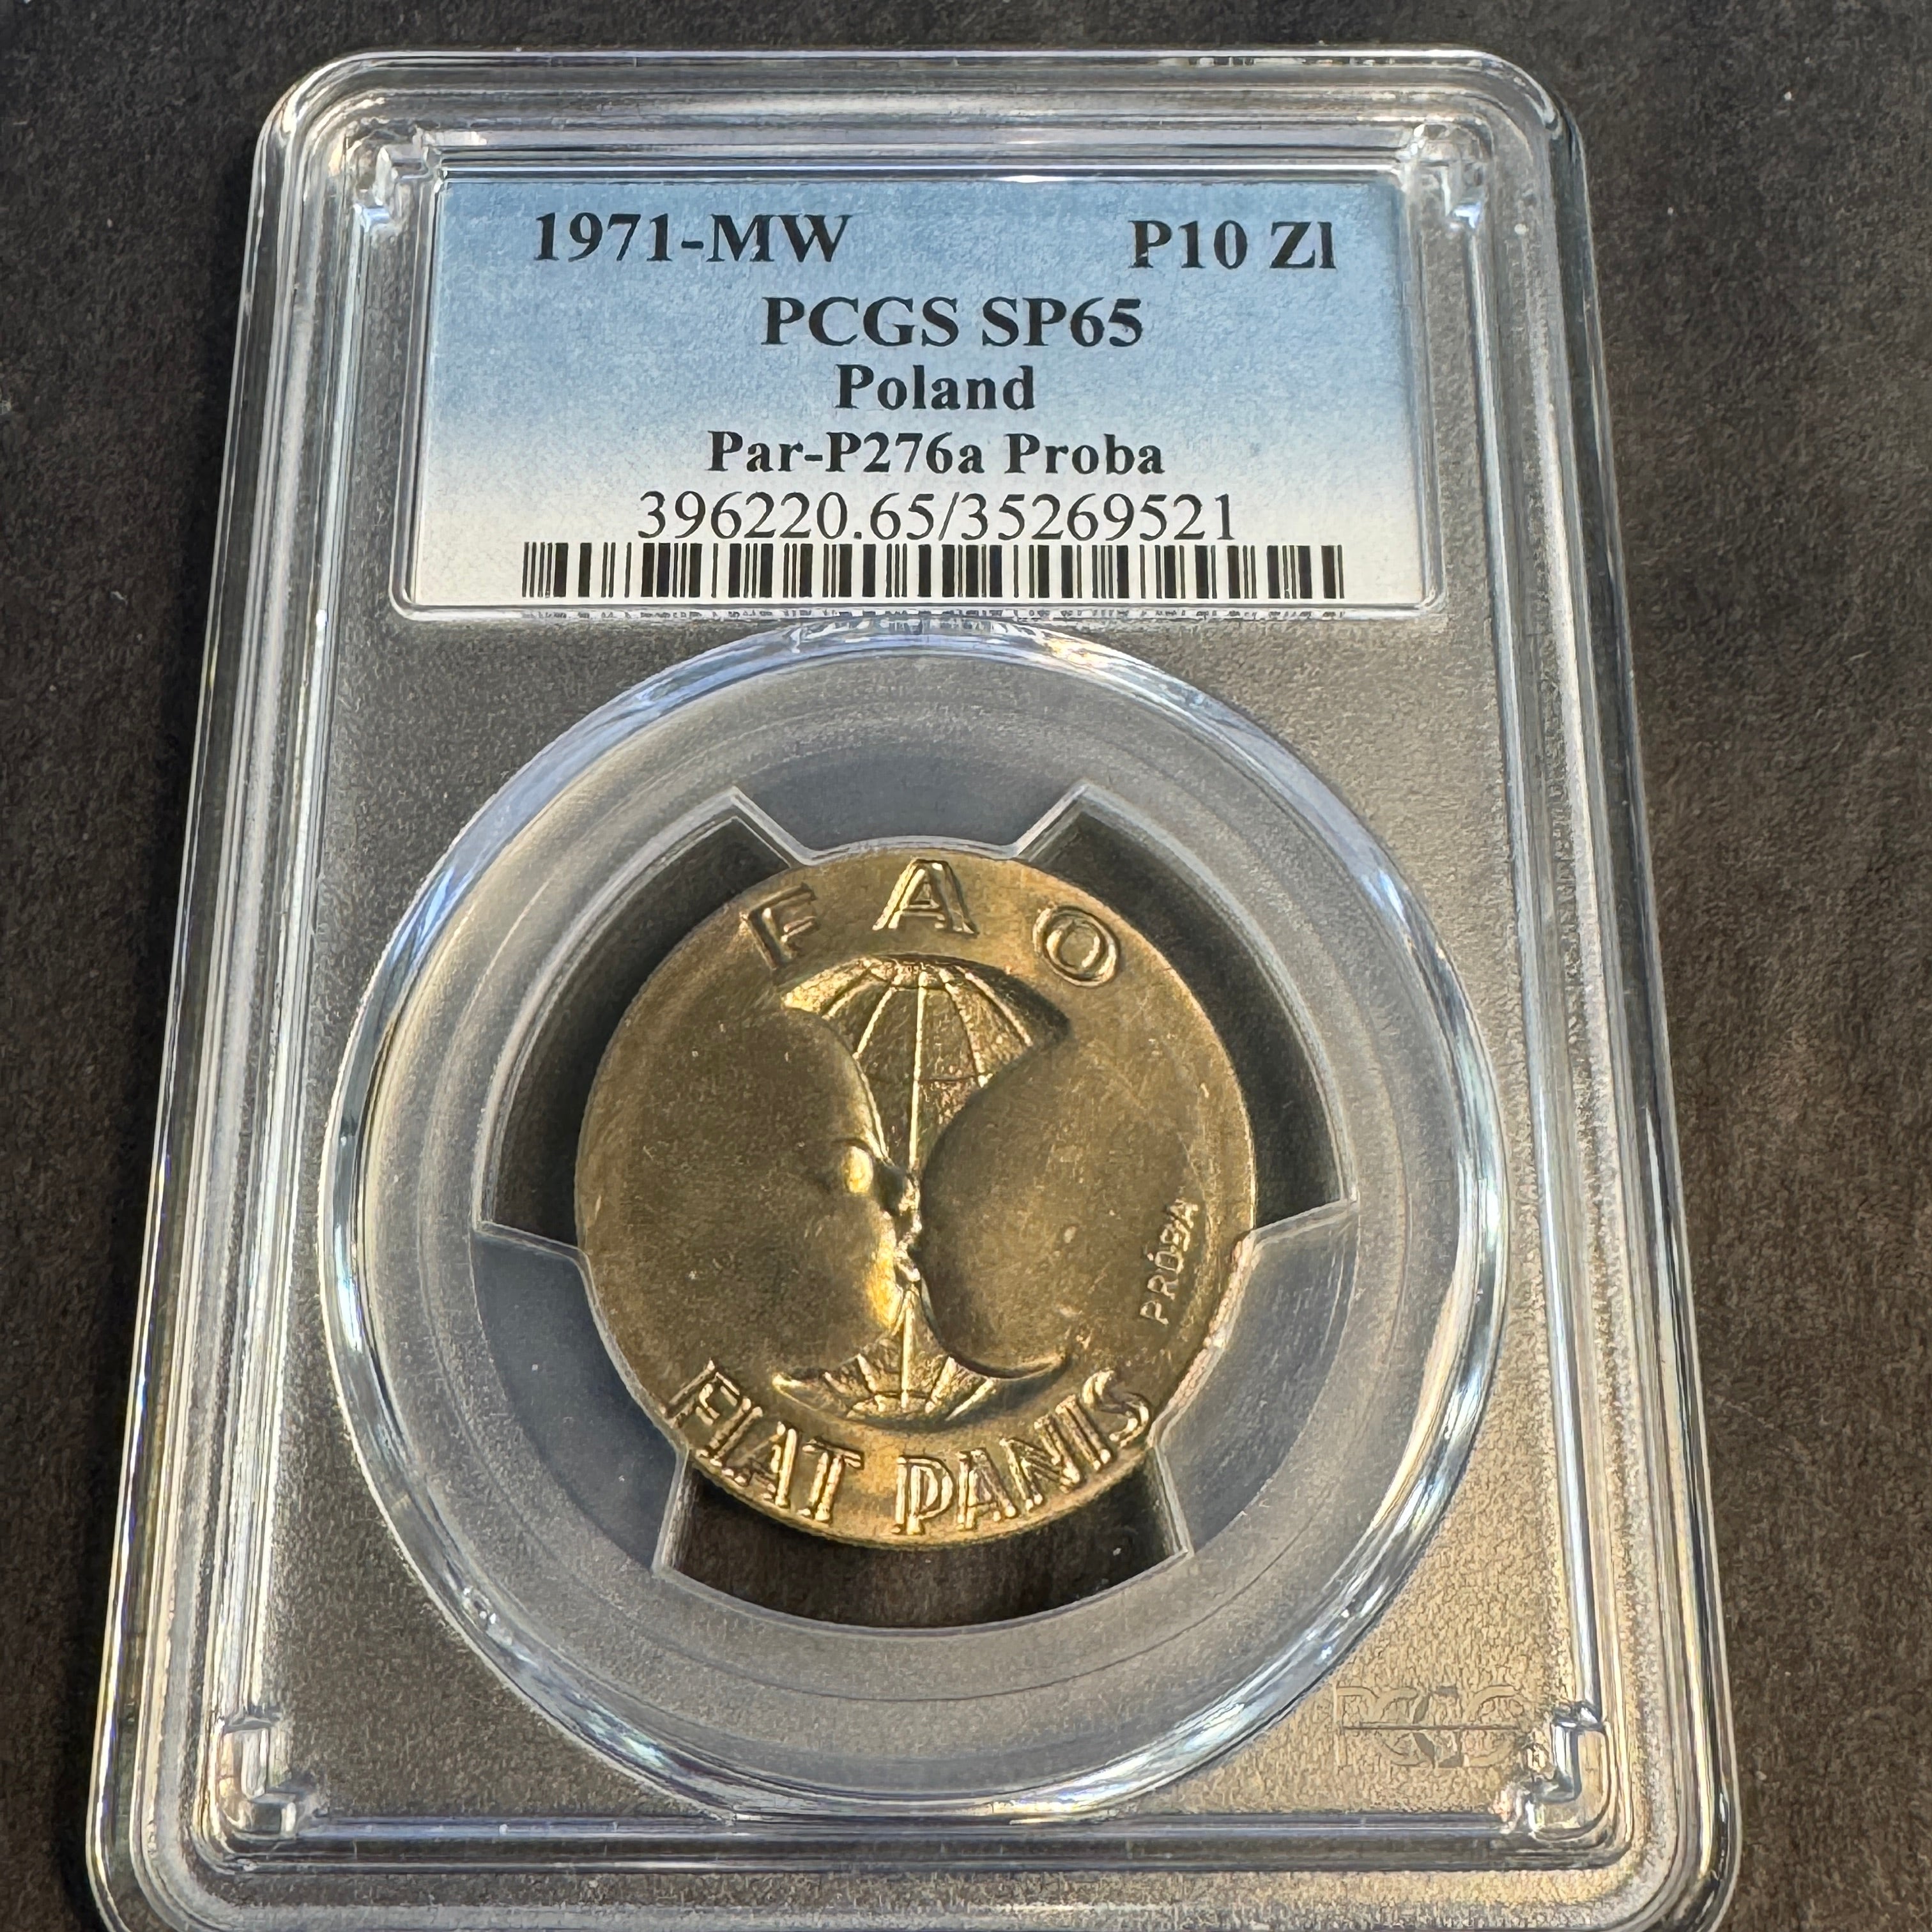 1971-MW P10 Zl
PCGS SP65
Poland
Par-P276a Proba
396220.65/35269521
FAO
PRÓBA
FIAT PANIS
PCGS